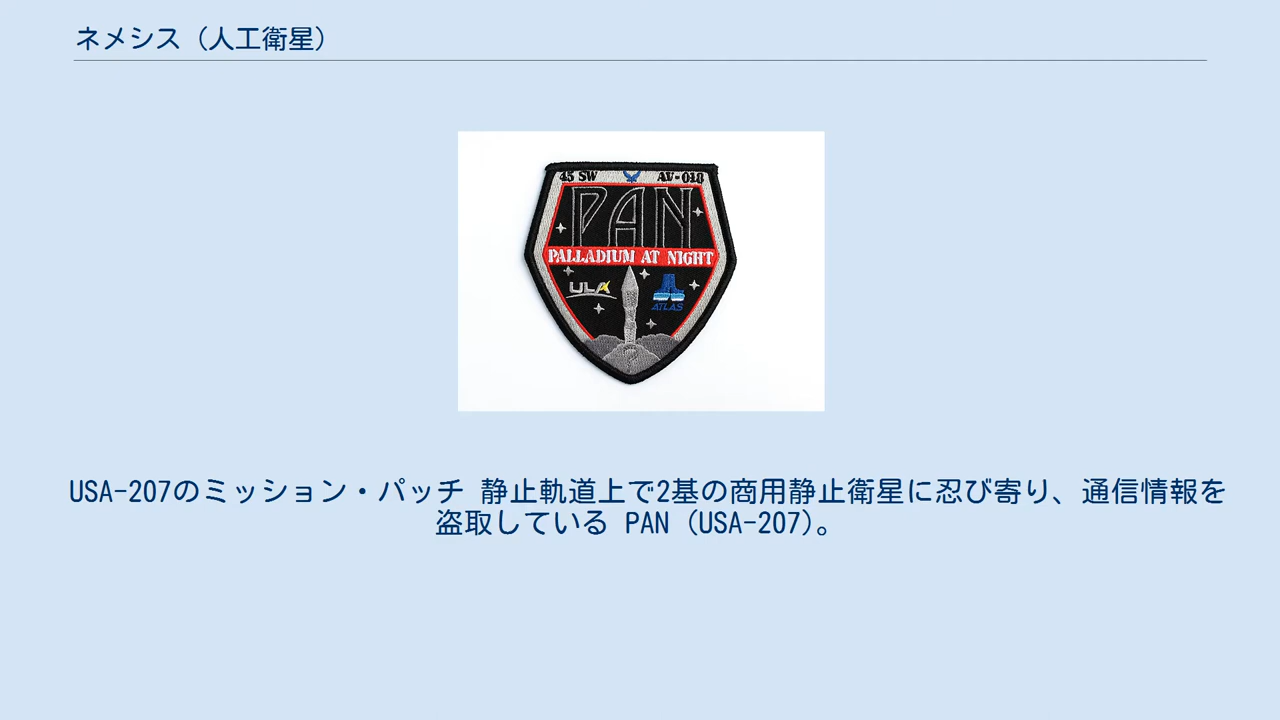 ネメシス（人工衛星）
45 SW AV-018
PAN
PALLADIUM AT NIGHT
ULA
ATLAS
USA-207のミッション・パッチ 静止軌道上で2基の商用静止衛星に忍び寄り、通信情報を
盗取している PAN (USA-207)。